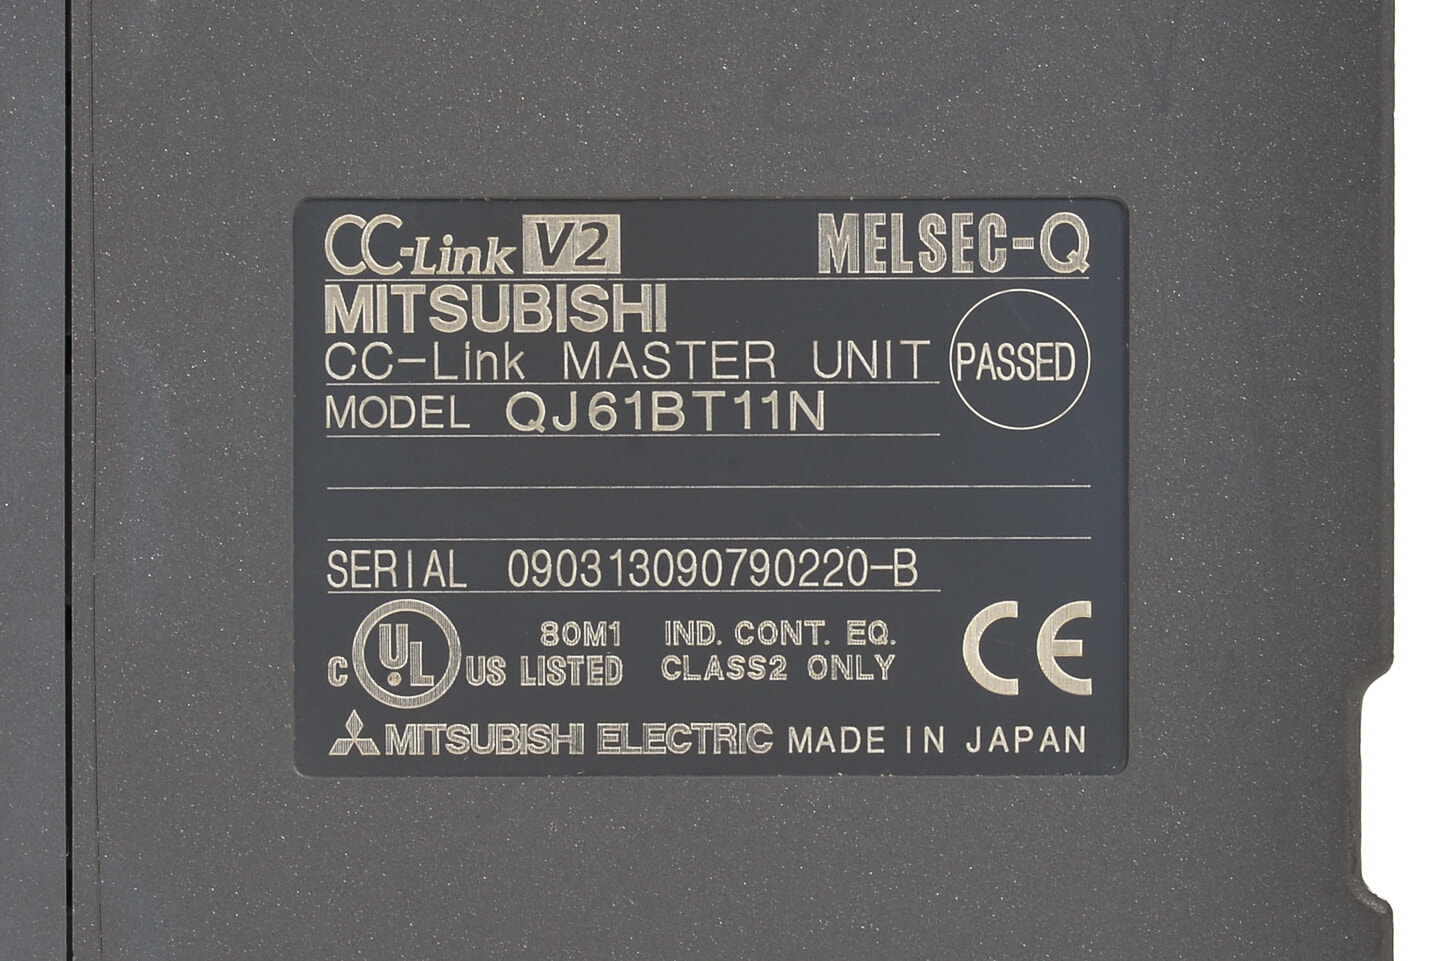 CC-Link V2 MELSEC-Q
MITSUBISHI
CC-Link MASTER UNIT PASSED
MODEL QJ61BT11N
SERIAL 090313090790220-B
C UL US LISTED 80M1 IND. CONT. EQ. CLASS2 ONLY CE
MITSUBISHI ELECTRIC MADE IN JAPAN